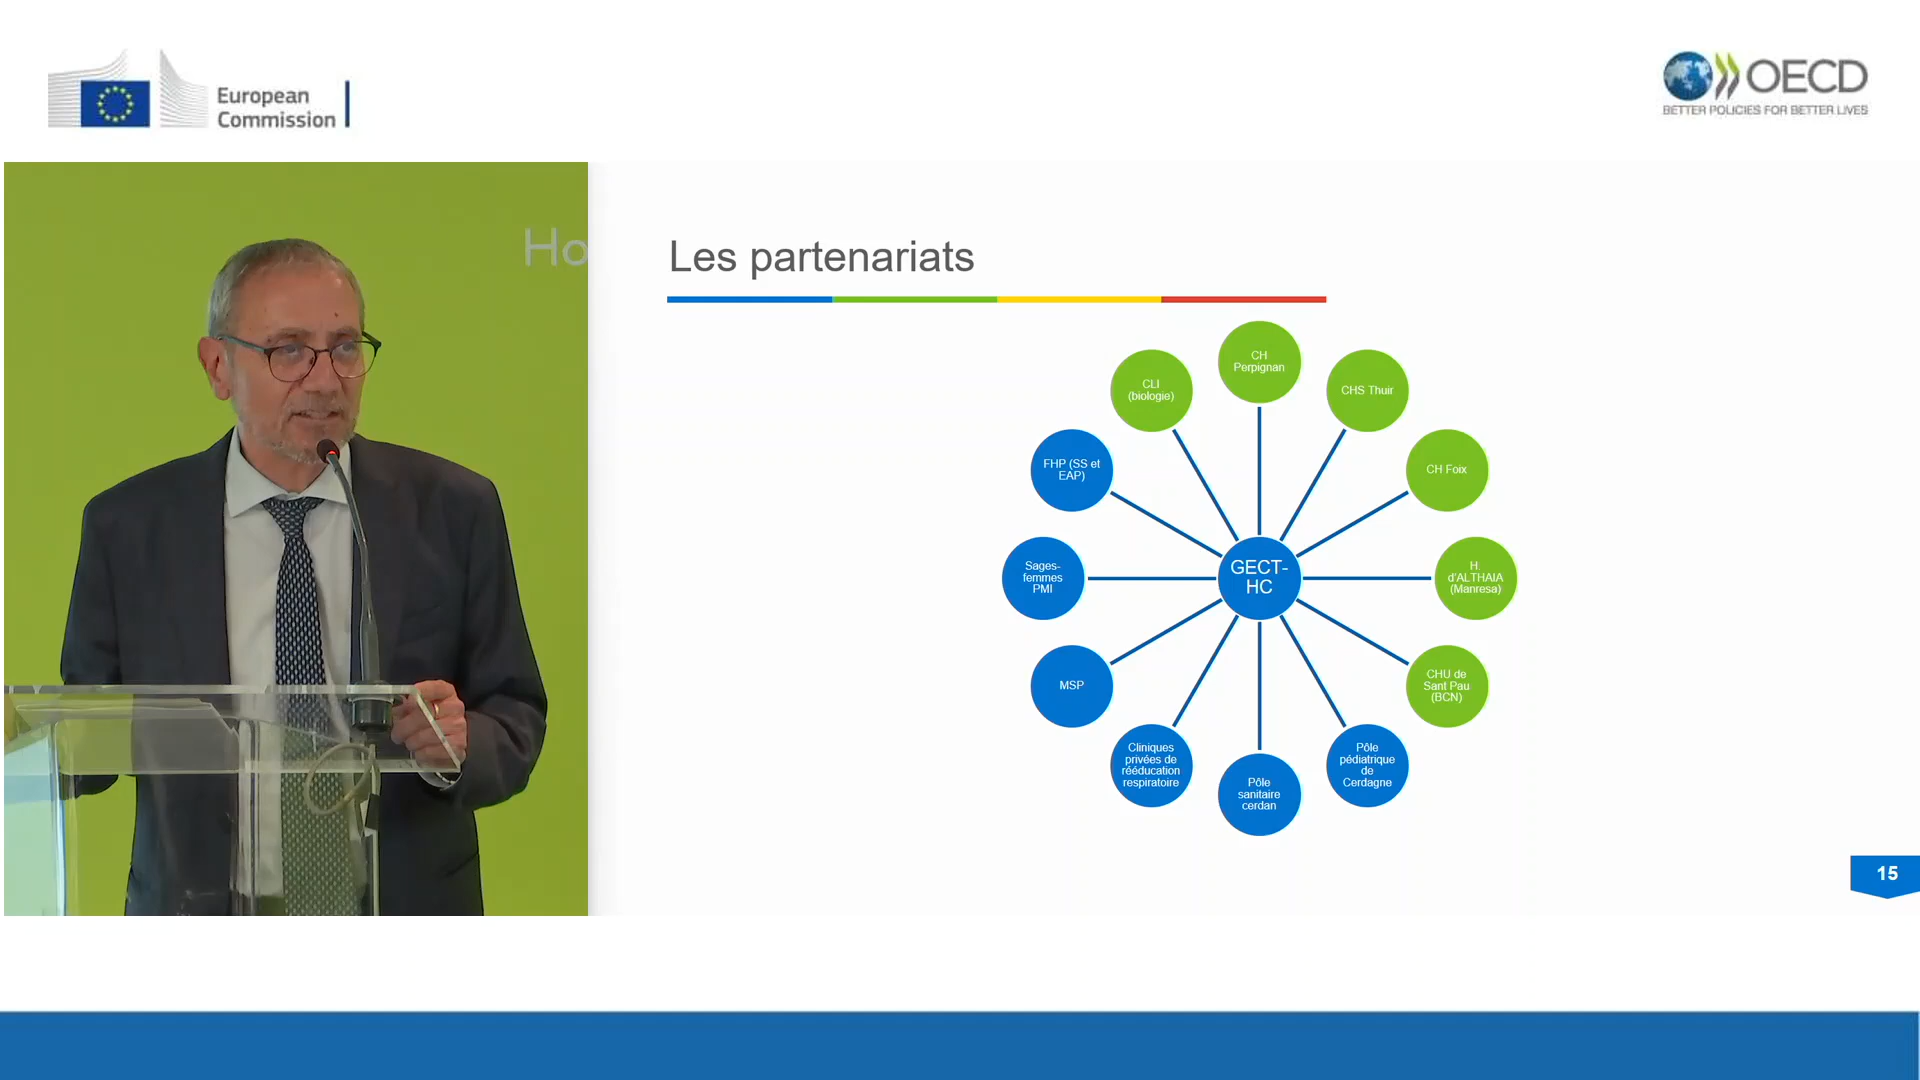 European
Commission
OECD
BETTER POLICIES FOR BETTER LIVES
Ho
Les partenariats
CH
Perpignan
CHS Thuir
CH Foix
H.
d'ALTHAIA
(Manresa)
CHU de
Sant Pau
(BCN)
Pôle
pédiatrique
de
Cerdagne
Pôle
sanitaire
cerdan
Cliniques
privées de
rééducation
respiratoire
MSP
Sages-
femmes
PMI
FHP (SS et
EAP)
CLI
(biologie)
GECT-
HC
15